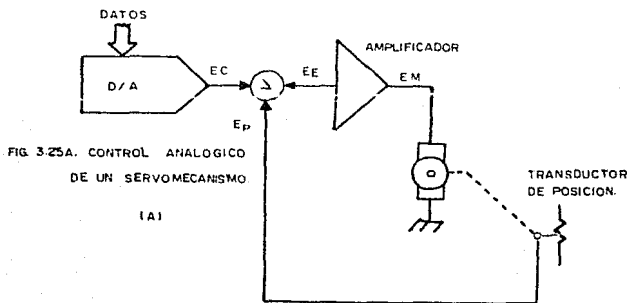 DATOS
D/A
EC
EE
AMPLIFICADOR
EM
EP
FIG. 3.25A. CONTROL ANALOGICO
DE UN SERVOMECANISMO.
(A)
TRANSDUCTOR
DE POSICION.